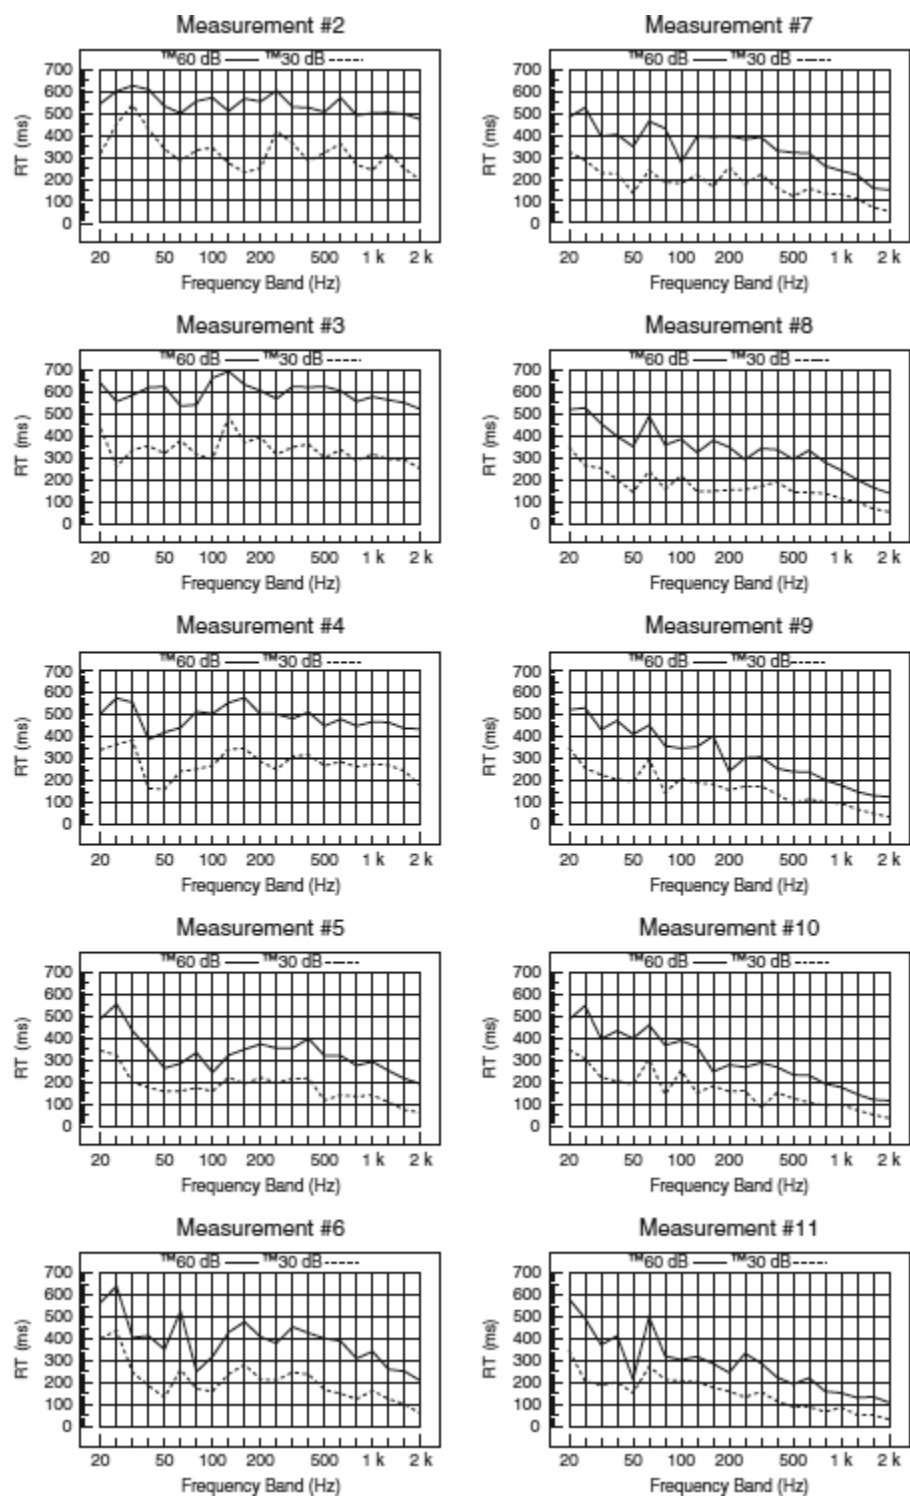 Measurement #2
™60 dB ™30 dB
RT (ms)
700
600
500
400
300
200
100
0
20 50 100 200 500 1 k 2 k
Frequency Band (Hz)
Measurement #7
™60 dB ™30 dB
RT (ms)
700
600
500
400
300
200
100
0
20 50 100 200 500 1 k 2 k
Frequency Band (Hz)
Measurement #3
™60 dB ™30 dB
RT (ms)
700
600
500
400
300
200
100
0
20 50 100 200 500 1 k 2 k
Frequency Band (Hz)
Measurement #8
™60 dB ™30 dB
RT (ms)
700
600
500
400
300
200
100
0
20 50 100 200 500 1 k 2 k
Frequency Band (Hz)
Measurement #4
™60 dB ™30 dB
RT (ms)
700
600
500
400
300
200
100
0
20 50 100 200 500 1 k 2 k
Frequency Band (Hz)
Measurement #9
™60 dB ™30 dB
RT (ms)
700
600
500
400
300
200
100
0
20 50 100 200 500 1 k 2 k
Frequency Band (Hz)
Measurement #5
™60 dB ™30 dB
RT (ms)
700
600
500
400
300
200
100
0
20 50 100 200 500 1 k 2 k
Frequency Band (Hz)
Measurement #10
™60 dB ™30 dB
RT (ms)
700
600
500
400
300
200
100
0
20 50 100 200 500 1 k 2 k
Frequency Band (Hz)
Measurement #6
™60 dB ™30 dB
RT (ms)
700
600
500
400
300
200
100
0
20 50 100 200 500 1 k 2 k
Frequency Band (Hz)
Measurement #11
™60 dB ™30 dB
RT (ms)
700
600
500
400
300
200
100
0
20 50 100 200 500 1 k 2 k
Frequency Band (Hz)